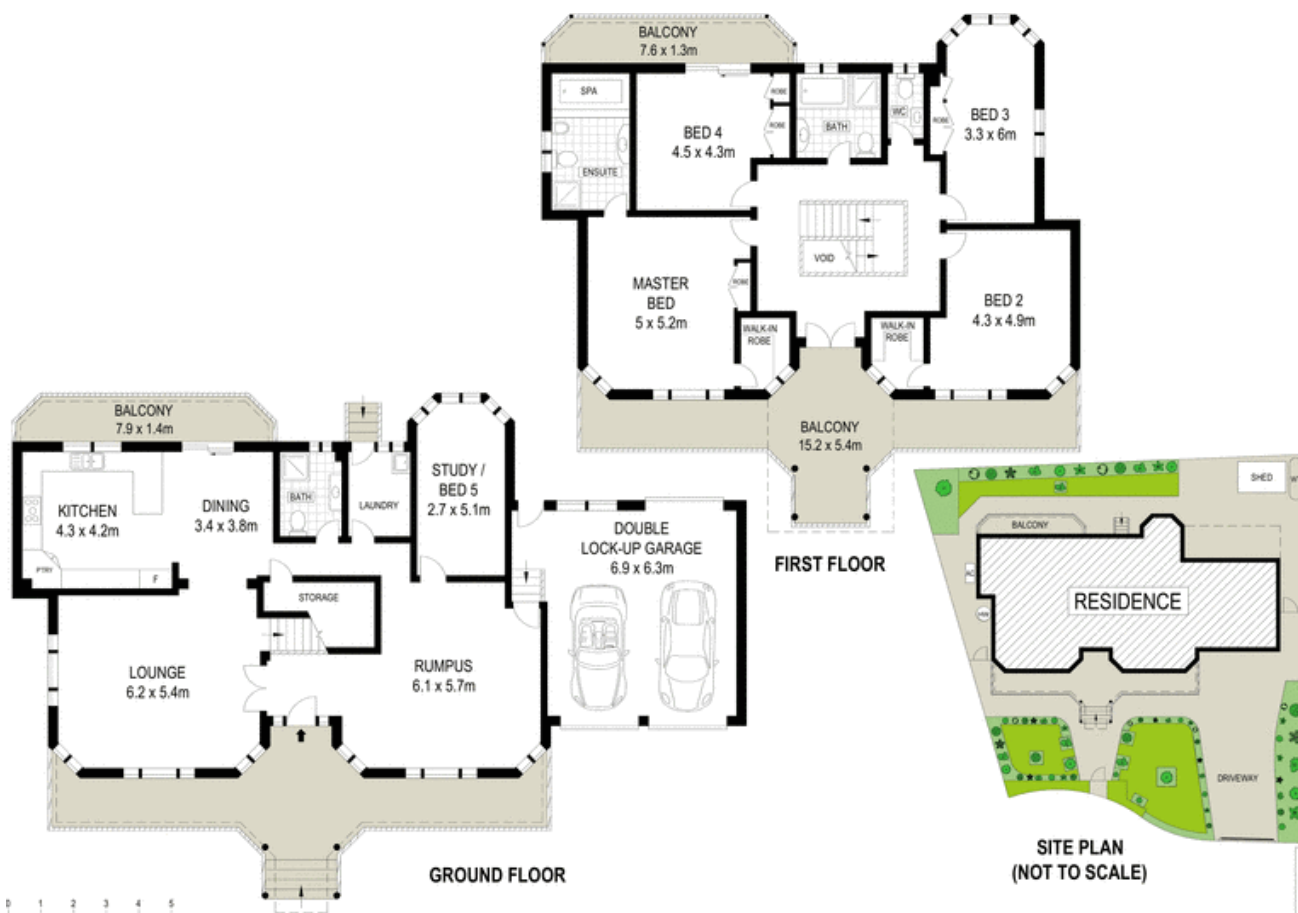 BALCONY
7.6 x 1.3m
SPA
ENSUITE
BED 4
4.5 x 4.3m
ROBE
ROBE
BATH
WC
ROBE
BED 3
3.3 x 6m
MASTER
BED
5 x 5.2m
ROBE
WALK-IN
ROBE
VOID
WALK-IN
ROBE
BED 2
4.3 x 4.9m
BALCONY
15.2 x 5.4m
FIRST FLOOR
BALCONY
7.9 x 1.4m
KITCHEN
4.3 x 4.2m
PTRY
F
DINING
3.4 x 3.8m
BATH
LAUNDRY
STUDY /
BED 5
2.7 x 5.1m
STORAGE
LOUNGE
6.2 x 5.4m
RUMPUS
6.1 x 5.7m
DOUBLE
LOCK-UP GARAGE
6.9 x 6.3m
GROUND FLOOR
0 1 2 3 4 5
SHED
BALCONY
AC
RESIDENCE
DRIVEWAY
SITE PLAN
(NOT TO SCALE)